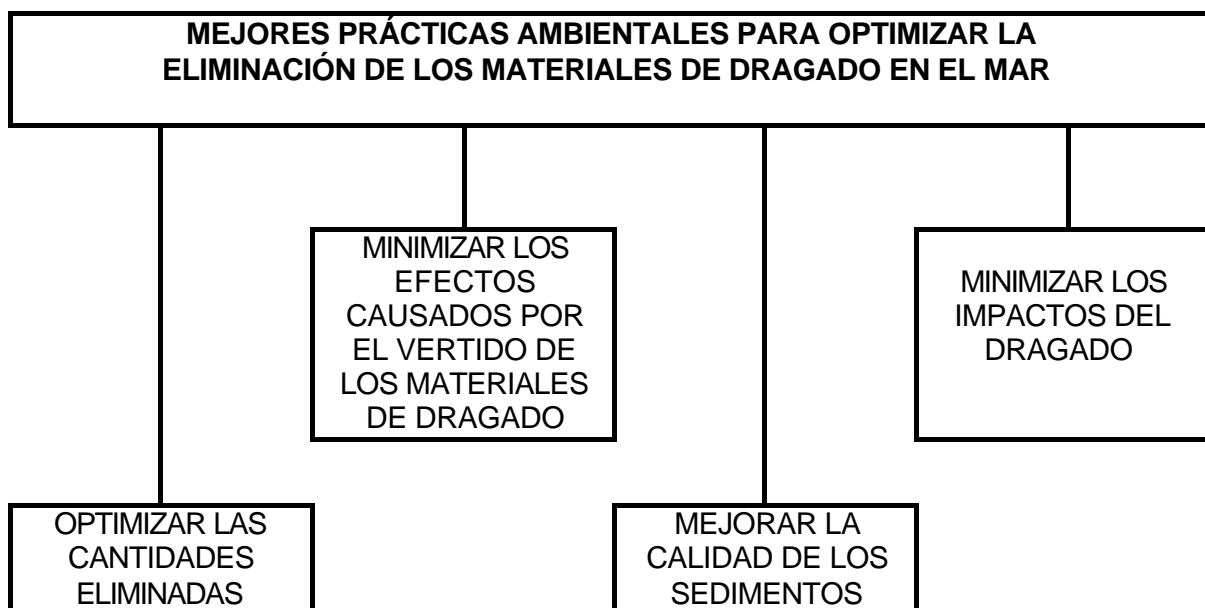 MEJORES PRÁCTICAS AMBIENTALES PARA OPTIMIZAR LA
ELIMINACIÓN DE LOS MATERIALES DE DRAGADO EN EL MAR
MINIMIZAR LOS
EFECTOS
CAUSADOS POR
EL VERTIDO DE
LOS MATERIALES
DE DRAGADO
MINIMIZAR LOS
IMPACTOS DEL
DRAGADO
OPTIMIZAR LAS
CANTIDADES
ELIMINADAS
MEJORAR LA
CALIDAD DE LOS
SEDIMENTOS